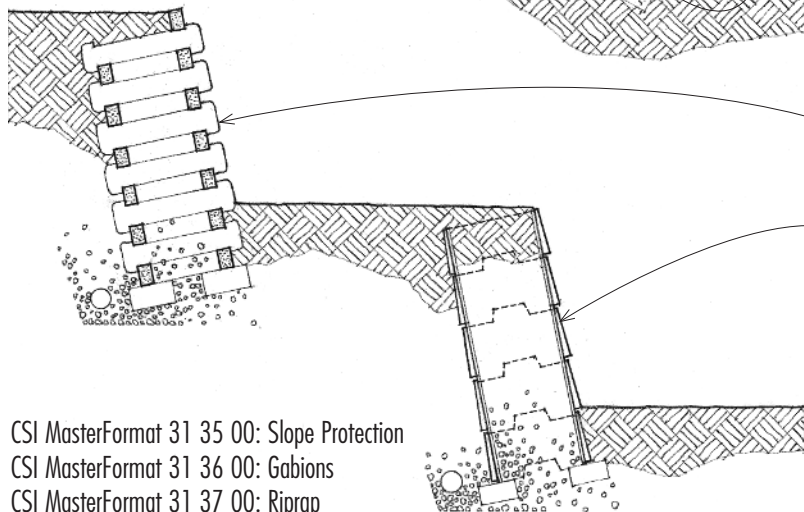 CSI MasterFormat 31 35 00: Slope Protection
CSI MasterFormat 31 36 00: Gabions
CSI MasterFormat 31 37 00: Riprap